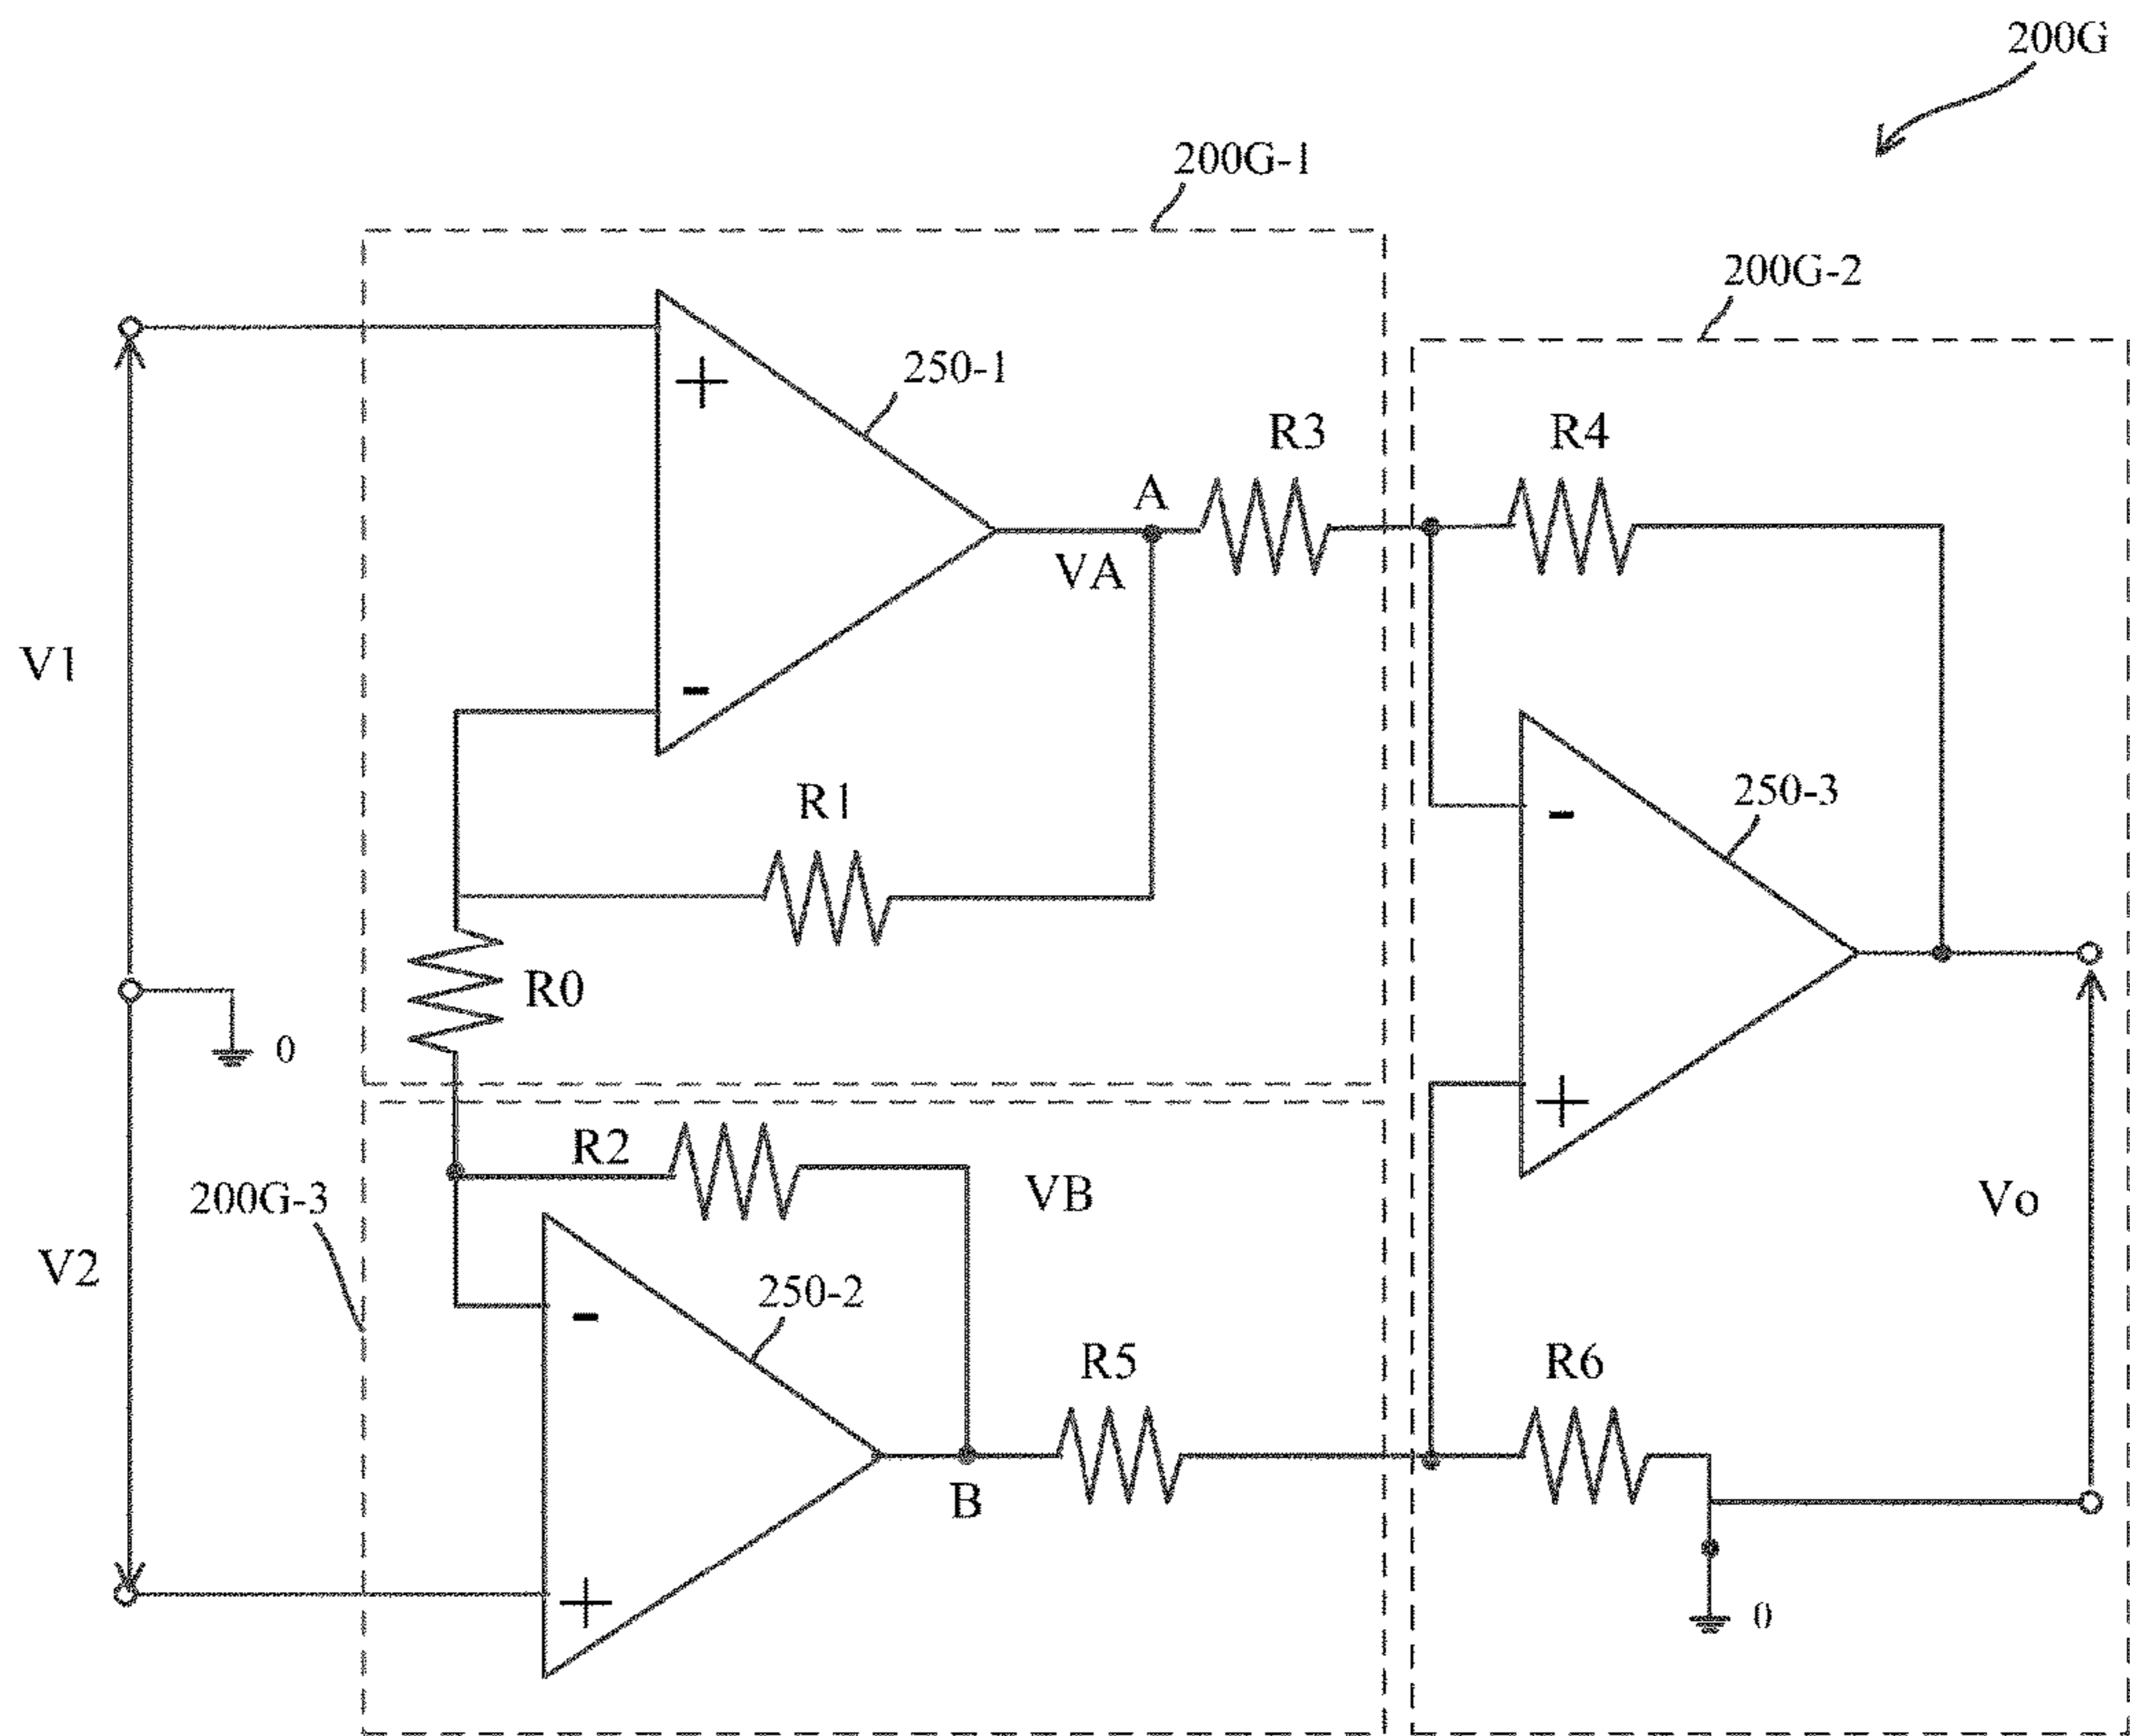 200G
200G-1
200G-2
+
250-1
R3
R4
A
VA
V1
-
R1
250-3
-
R0
0
+
R2
VB
200G-3
Vo
V2
250-2
-
R5
R6
B
+
0